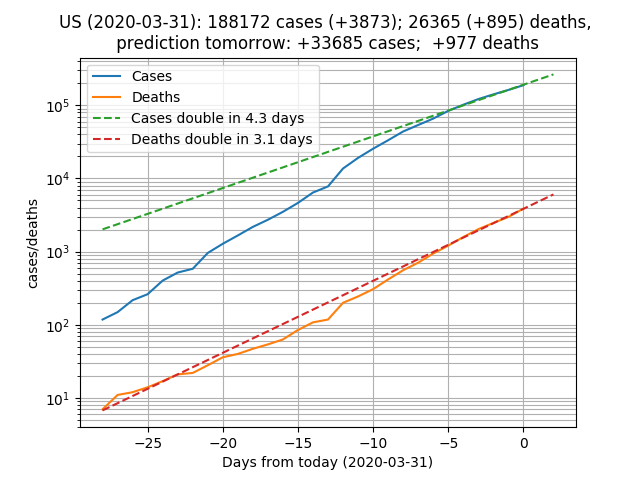 US (2020-03-31): 188172 cases (+3873); 26365 (+895) deaths,
prediction tomorrow: +33685 cases;  +977 deaths
Cases
Deaths
Cases double in 4.3 days
Deaths double in 3.1 days
cases/deaths
10^5
10^4
10^3
10^2
10^1
−25 −20 −15 −10 −5 0
Days from today (2020-03-31)